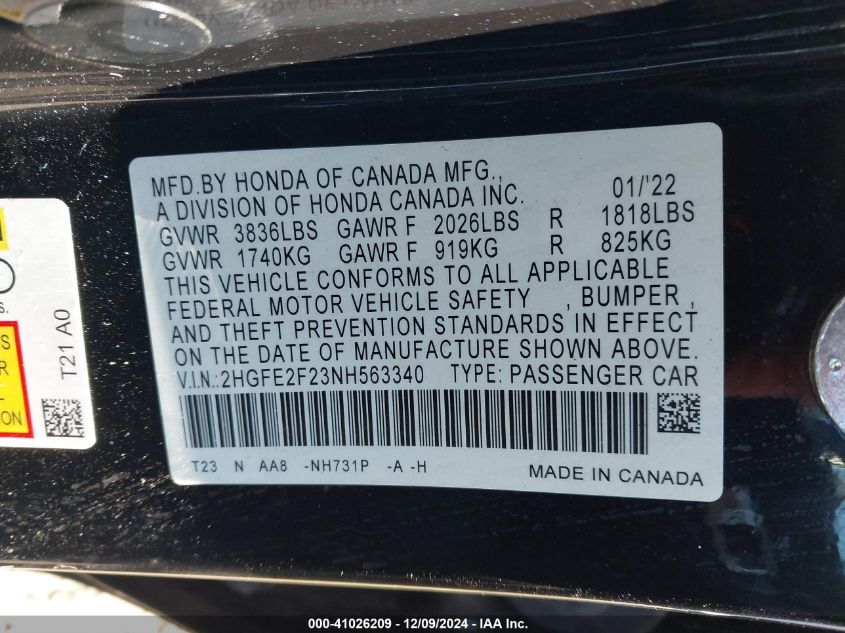 MFD.BY HONDA OF CANADA MFG.,
A DIVISION OF HONDA CANADA INC. 01/'22
GVWR 3836LBS GAWR F 2026LBS R 1818LBS
GVWR 1740KG GAWR F 919KG R 825KG
THIS VEHICLE CONFORMS TO ALL APPLICABLE
FEDERAL MOTOR VEHICLE SAFETY , BUMPER ,
AND THEFT PREVENTION STANDARDS IN EFFECT
ON THE DATE OF MANUFACTURE SHOWN ABOVE.
V.I.N.:2HGFE2F23NH563340 TYPE: PASSENGER CAR
T23 N AA8 -NH731P -A -H
MADE IN CANADA
T21 A0
000-41026209 - 12/09/2024 - IAA Inc.